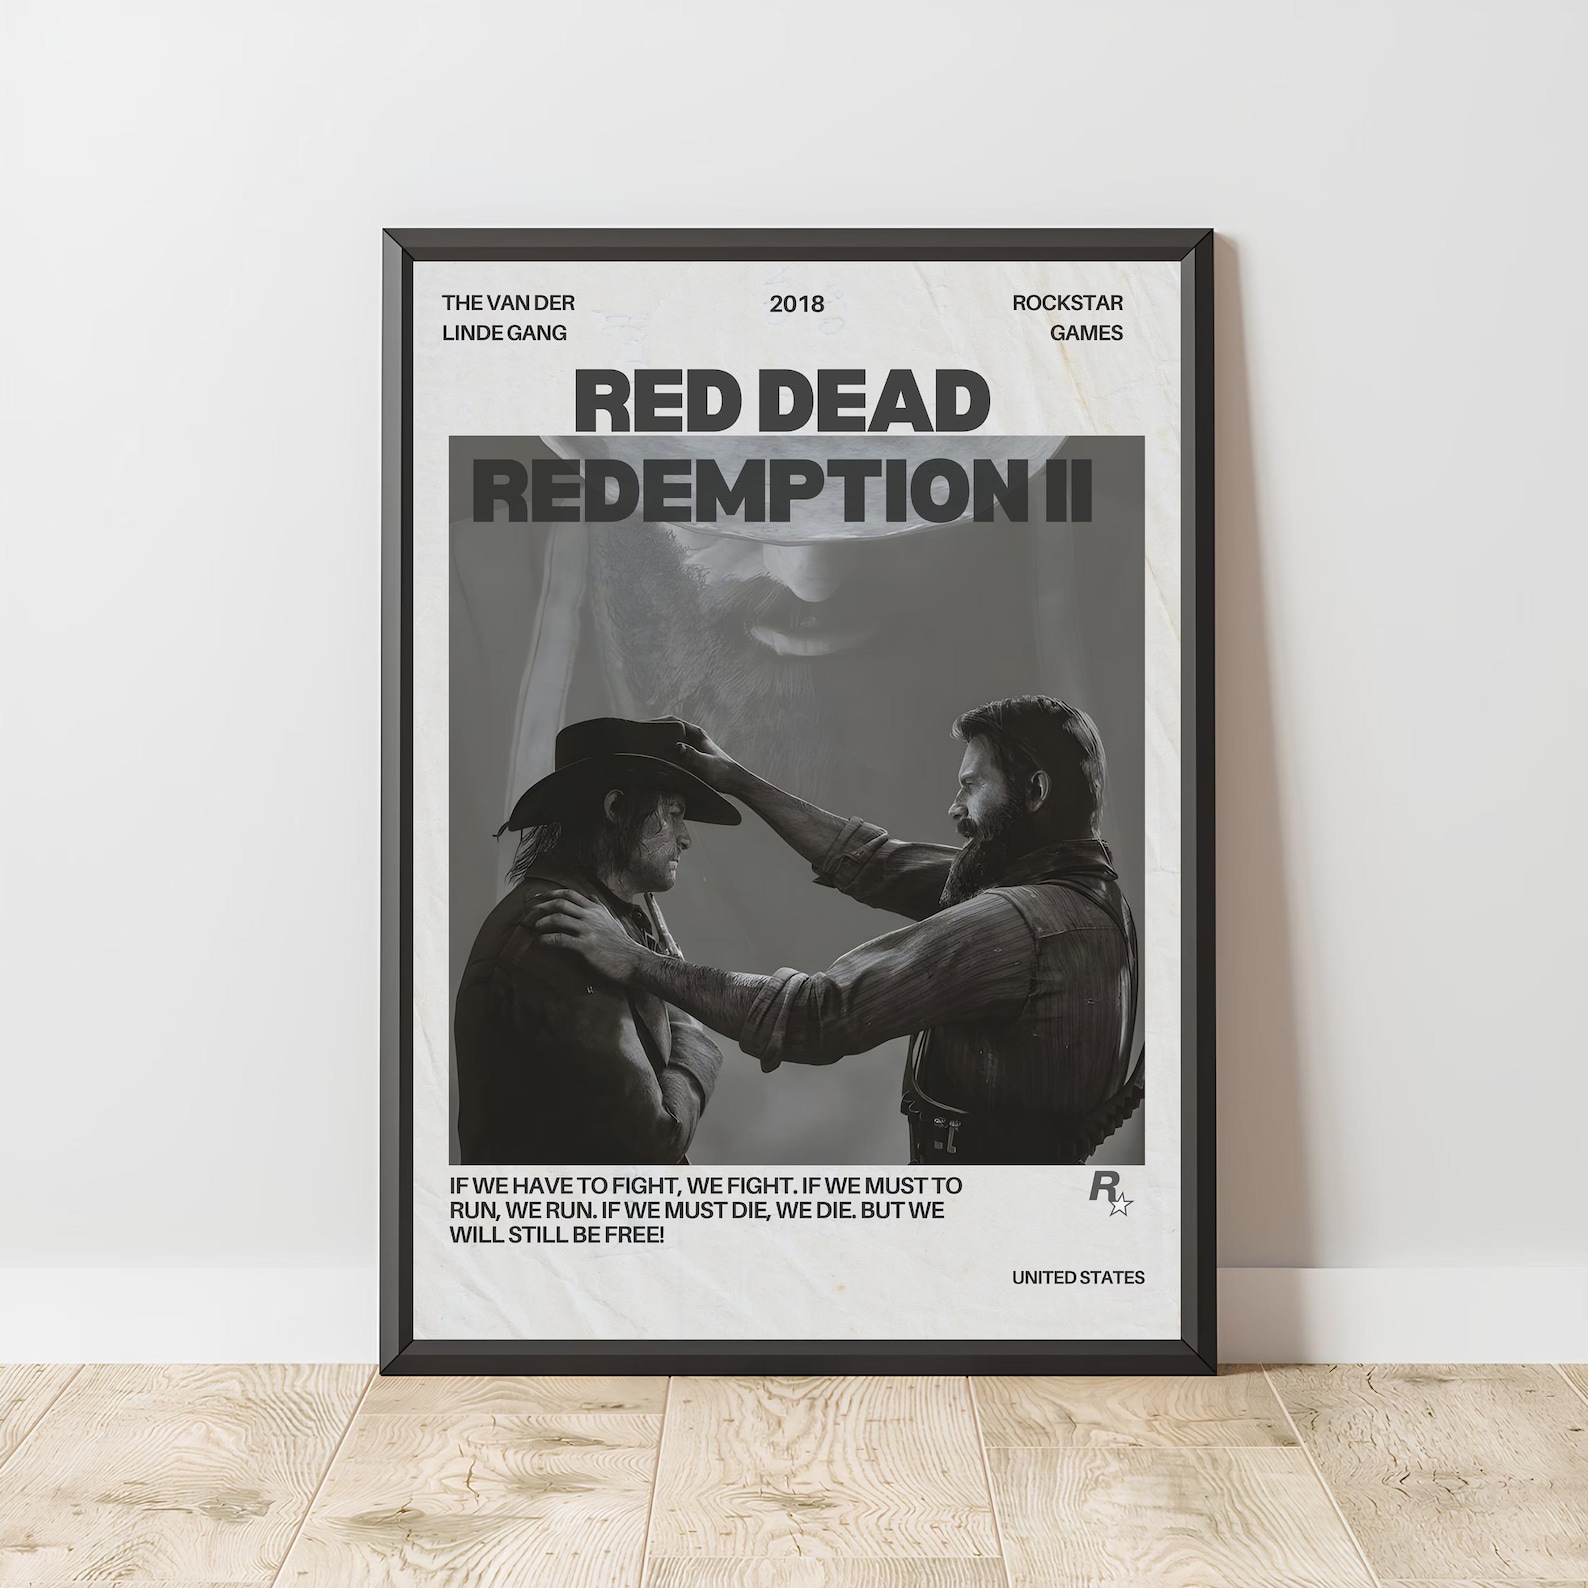 THE VAN DER
LINDE GANG
2018
ROCKSTAR
GAMES
RED DEAD
REDEMPTION II
IF WE HAVE TO FIGHT, WE FIGHT. IF WE MUST TO
RUN, WE RUN. IF WE MUST DIE, WE DIE. BUT WE
WILL STILL BE FREE!
R
UNITED STATES